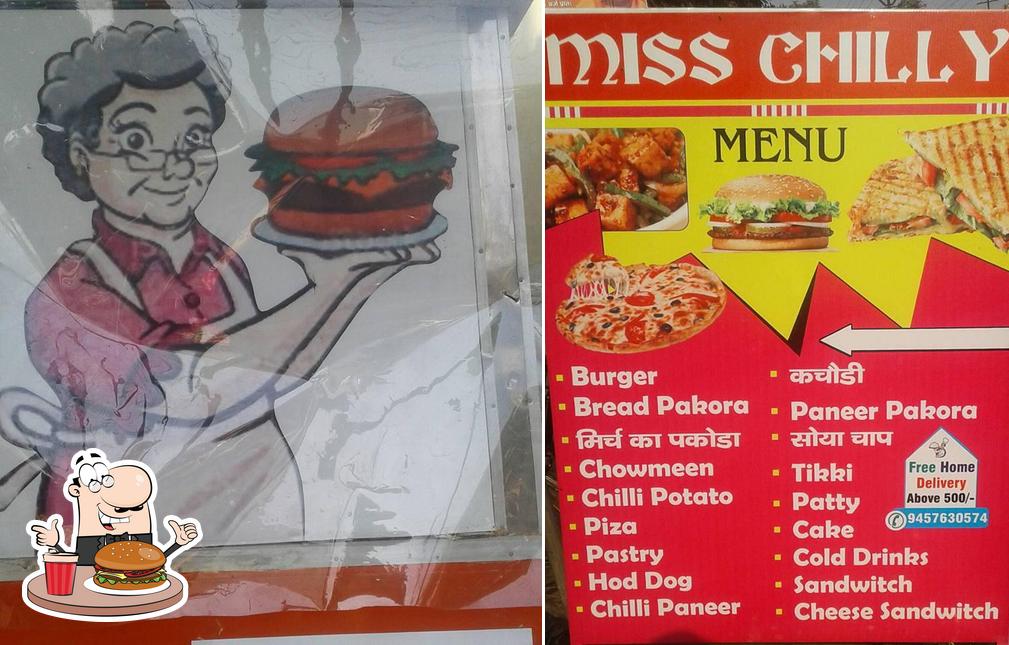 MISS CHILLY
MENU
Burger
Bread Pakora
मिर्च का पकोडा
Chowmeen
Chilli Potato
Piza
Pastry
Hod Dog
Chilli Paneer
कचौडी
Paneer Pakora
सोया चाप
Tikki
Patty
Cake
Cold Drinks
Sandwitch
Cheese Sandwitch
Free Home
Delivery
Above 500/-
9457630574